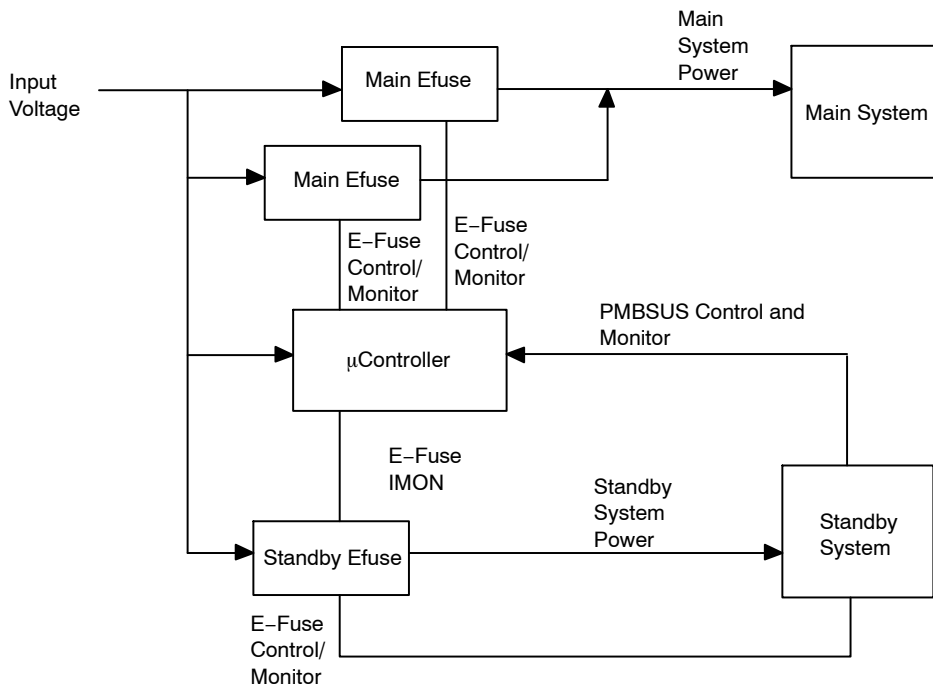 Main
System
Power
Input
Voltage
Main Efuse
Main System
Main Efuse
E−Fuse
Control/
Monitor
E−Fuse
Control/
Monitor
PMBSUS Control and
Monitor
μController
E−Fuse
IMON
Standby
System
Power
Standby
System
Standby Efuse
E−Fuse
Control/
Monitor